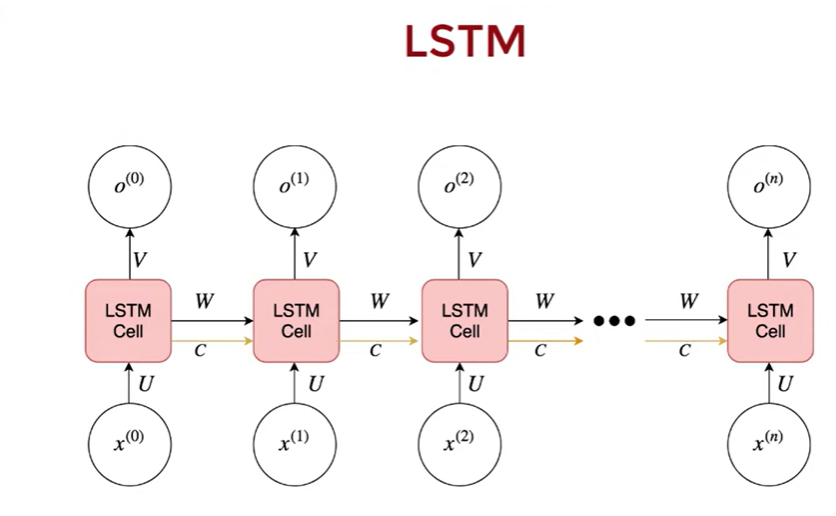 LSTM
o⁽⁰⁾ o⁽¹⁾ o⁽²⁾ o⁽ⁿ⁾
V V V V
LSTM LSTM LSTM LSTM
Cell Cell Cell Cell
W W W W
C C C C
U U U U
x⁽⁰⁾ x⁽¹⁾ x⁽²⁾ x⁽ⁿ⁾